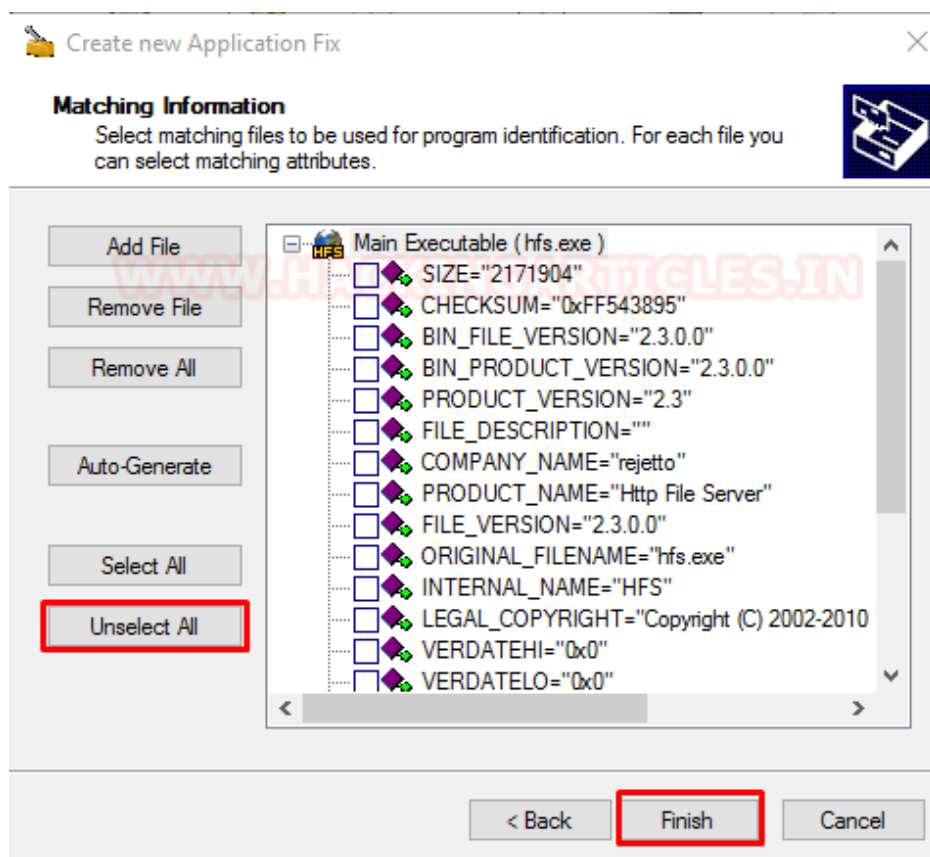 Create new Application Fix
Matching Information
Select matching files to be used for program identification. For each file you
can select matching attributes.
Add File
Remove File
Remove All
Auto-Generate
Select All
Unselect All
Main Executable ( hfs.exe )
SIZE="2171904"
CHECKSUM="0xFF543895"
BIN_FILE_VERSION="2.3.0.0"
BIN_PRODUCT_VERSION="2.3.0.0"
PRODUCT_VERSION="2.3"
FILE_DESCRIPTION=""
COMPANY_NAME="rejetto"
PRODUCT_NAME="Http File Server"
FILE_VERSION="2.3.0.0"
ORIGINAL_FILENAME="hfs.exe"
INTERNAL_NAME="HFS"
LEGAL_COPYRIGHT="Copyright (C) 2002-2010
VERDATEHI="0x0"
VERDATELO="0x0"
HFS
WWW.HACKINGARTICLES.IN
< Back
Finish
Cancel